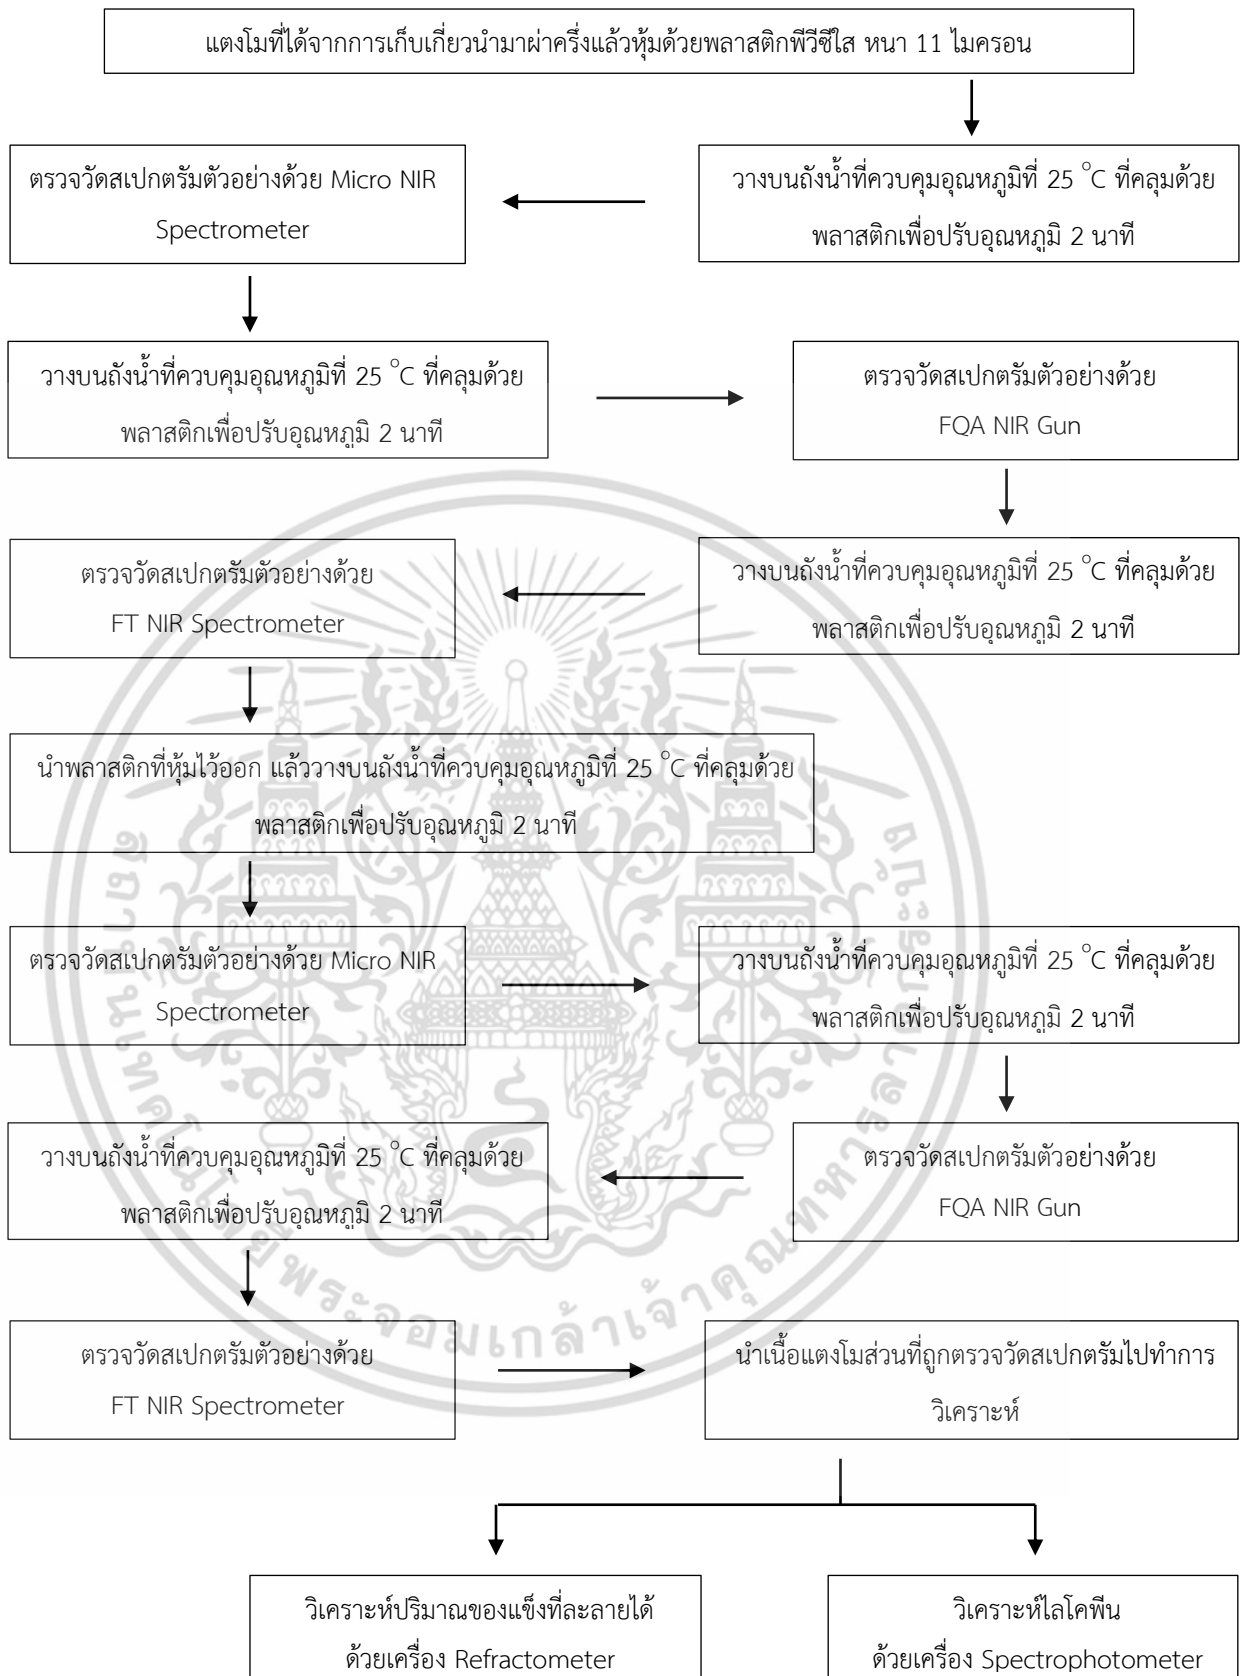 แตงโมที่ได้จากการเก็บเกี่ยวนำมาผ่าครึ่งแล้วหุ้มด้วยพลาสติกพีวีซีใส หนา 11 ไมครอน
วางบนถังน้ำที่ควบคุมอุณหภูมิที่ 25 °C ที่คลุมด้วย
พลาสติกเพื่อปรับอุณหภูมิ 2 นาที
ตรวจวัดสเปกตรัมตัวอย่างด้วย Micro NIR
Spectrometer
วางบนถังน้ำที่ควบคุมอุณหภูมิที่ 25 °C ที่คลุมด้วย
พลาสติกเพื่อปรับอุณหภูมิ 2 นาที
ตรวจวัดสเปกตรัมตัวอย่างด้วย
FQA NIR Gun
วางบนถังน้ำที่ควบคุมอุณหภูมิที่ 25 °C ที่คลุมด้วย
พลาสติกเพื่อปรับอุณหภูมิ 2 นาที
ตรวจวัดสเปกตรัมตัวอย่างด้วย
FT NIR Spectrometer
นำพลาสติกที่หุ้มไว้ออก แล้ววางบนถังน้ำที่ควบคุมอุณหภูมิที่ 25 °C ที่คลุมด้วย
พลาสติกเพื่อปรับอุณหภูมิ 2 นาที
ตรวจวัดสเปกตรัมตัวอย่างด้วย Micro NIR
Spectrometer
วางบนถังน้ำที่ควบคุมอุณหภูมิที่ 25 °C ที่คลุมด้วย
พลาสติกเพื่อปรับอุณหภูมิ 2 นาที
ตรวจวัดสเปกตรัมตัวอย่างด้วย
FQA NIR Gun
วางบนถังน้ำที่ควบคุมอุณหภูมิที่ 25 °C ที่คลุมด้วย
พลาสติกเพื่อปรับอุณหภูมิ 2 นาที
ตรวจวัดสเปกตรัมตัวอย่างด้วย
FT NIR Spectrometer
นำเนื้อแตงโมส่วนที่ถูกตรวจวัดสเปกตรัมไปทำการ
วิเคราะห์
วิเคราะห์ปริมาณของแข็งที่ละลายได้
ด้วยเครื่อง Refractometer
วิเคราะห์ไลโคพีน
ด้วยเครื่อง Spectrophotometer
สถาบันเทคโนโลยีพระจอมเกล้าเจ้าคุณทหารลาดกระบัง